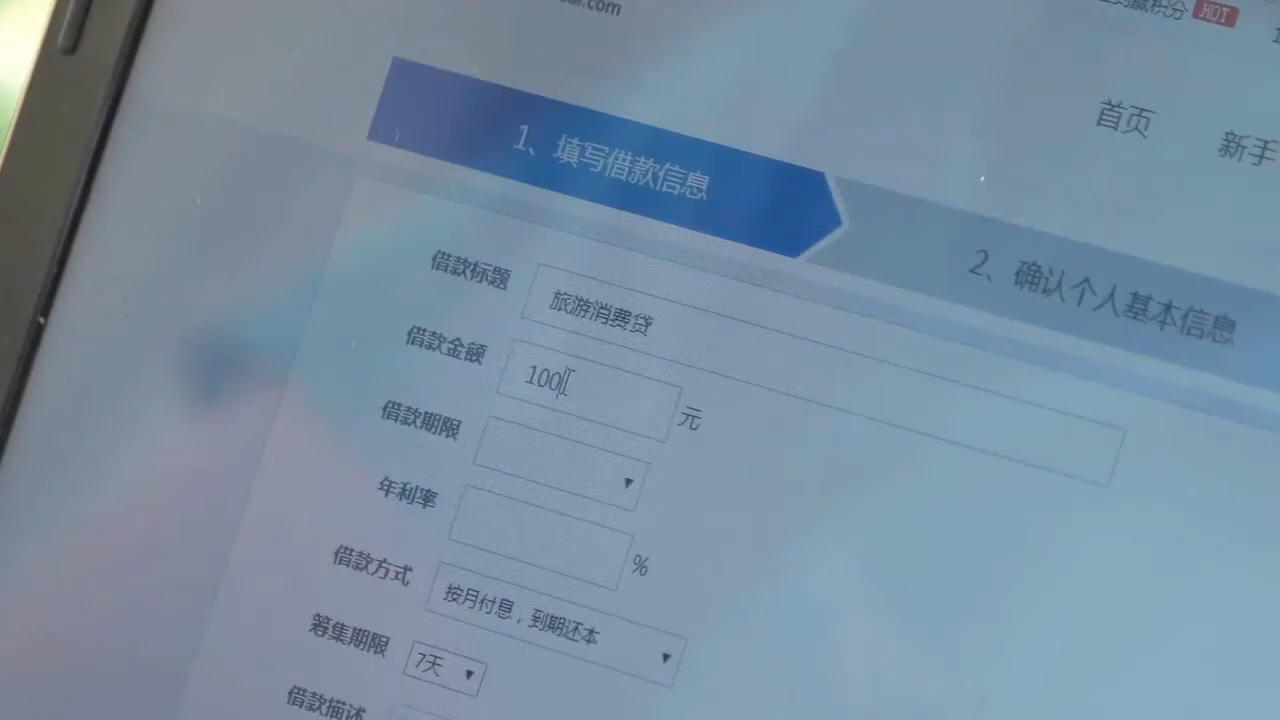 .com
赢积分 HOT
首页 新手
1、填写借款信息
2、确认个人基本信息
借款标题 旅游消费贷
借款金额 100 元
借款期限
年利率 %
借款方式 按月付息，到期还本
筹集期限 7天
借款描述